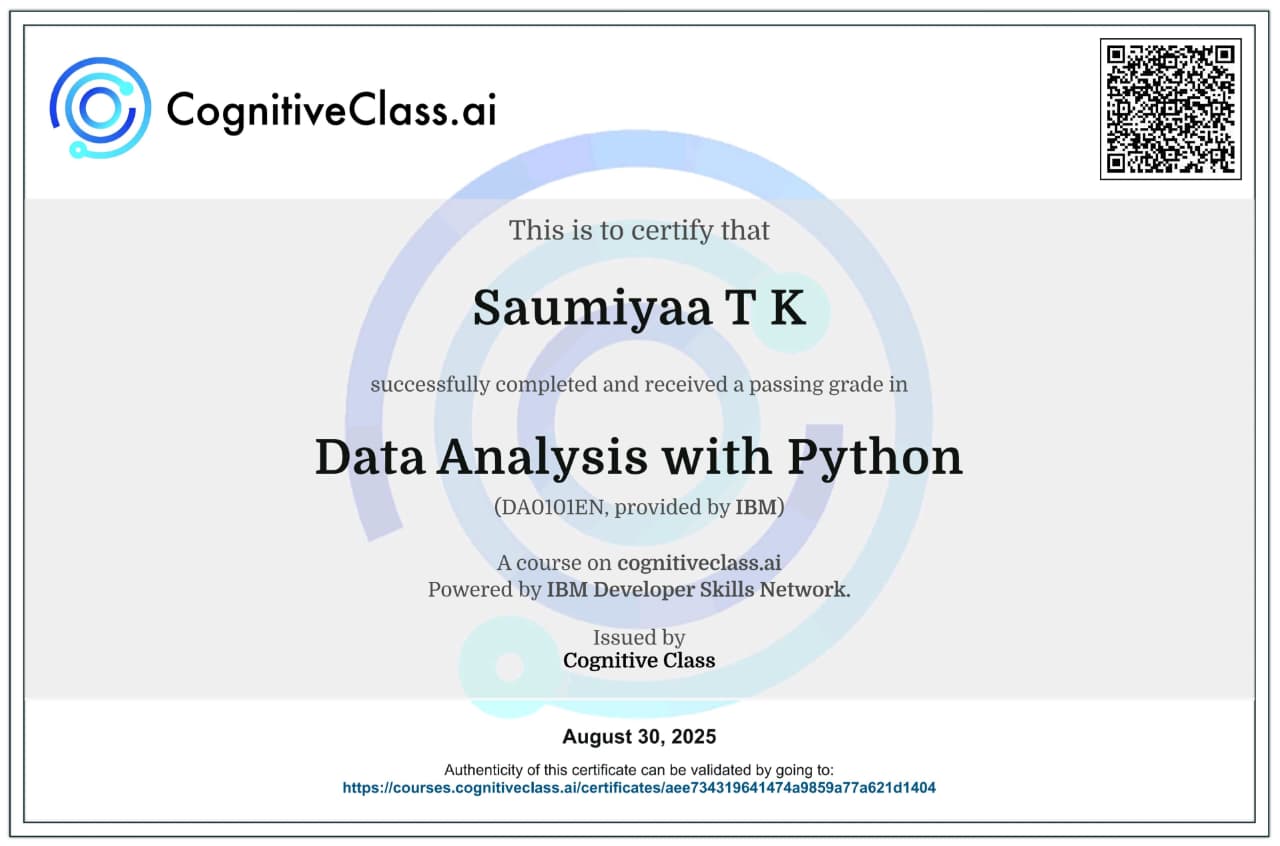 CognitiveClass.ai
This is to certify that
Saumiyaa T K
successfully completed and received a passing grade in
Data Analysis with Python
(DA0101EN, provided by IBM)
A course on cognitiveclass.ai
Powered by IBM Developer Skills Network.
Issued by
Cognitive Class
August 30, 2025
Authenticity of this certificate can be validated by going to:
https://courses.cognitiveclass.ai/certificates/aee734319641474a9859a77a621d1404